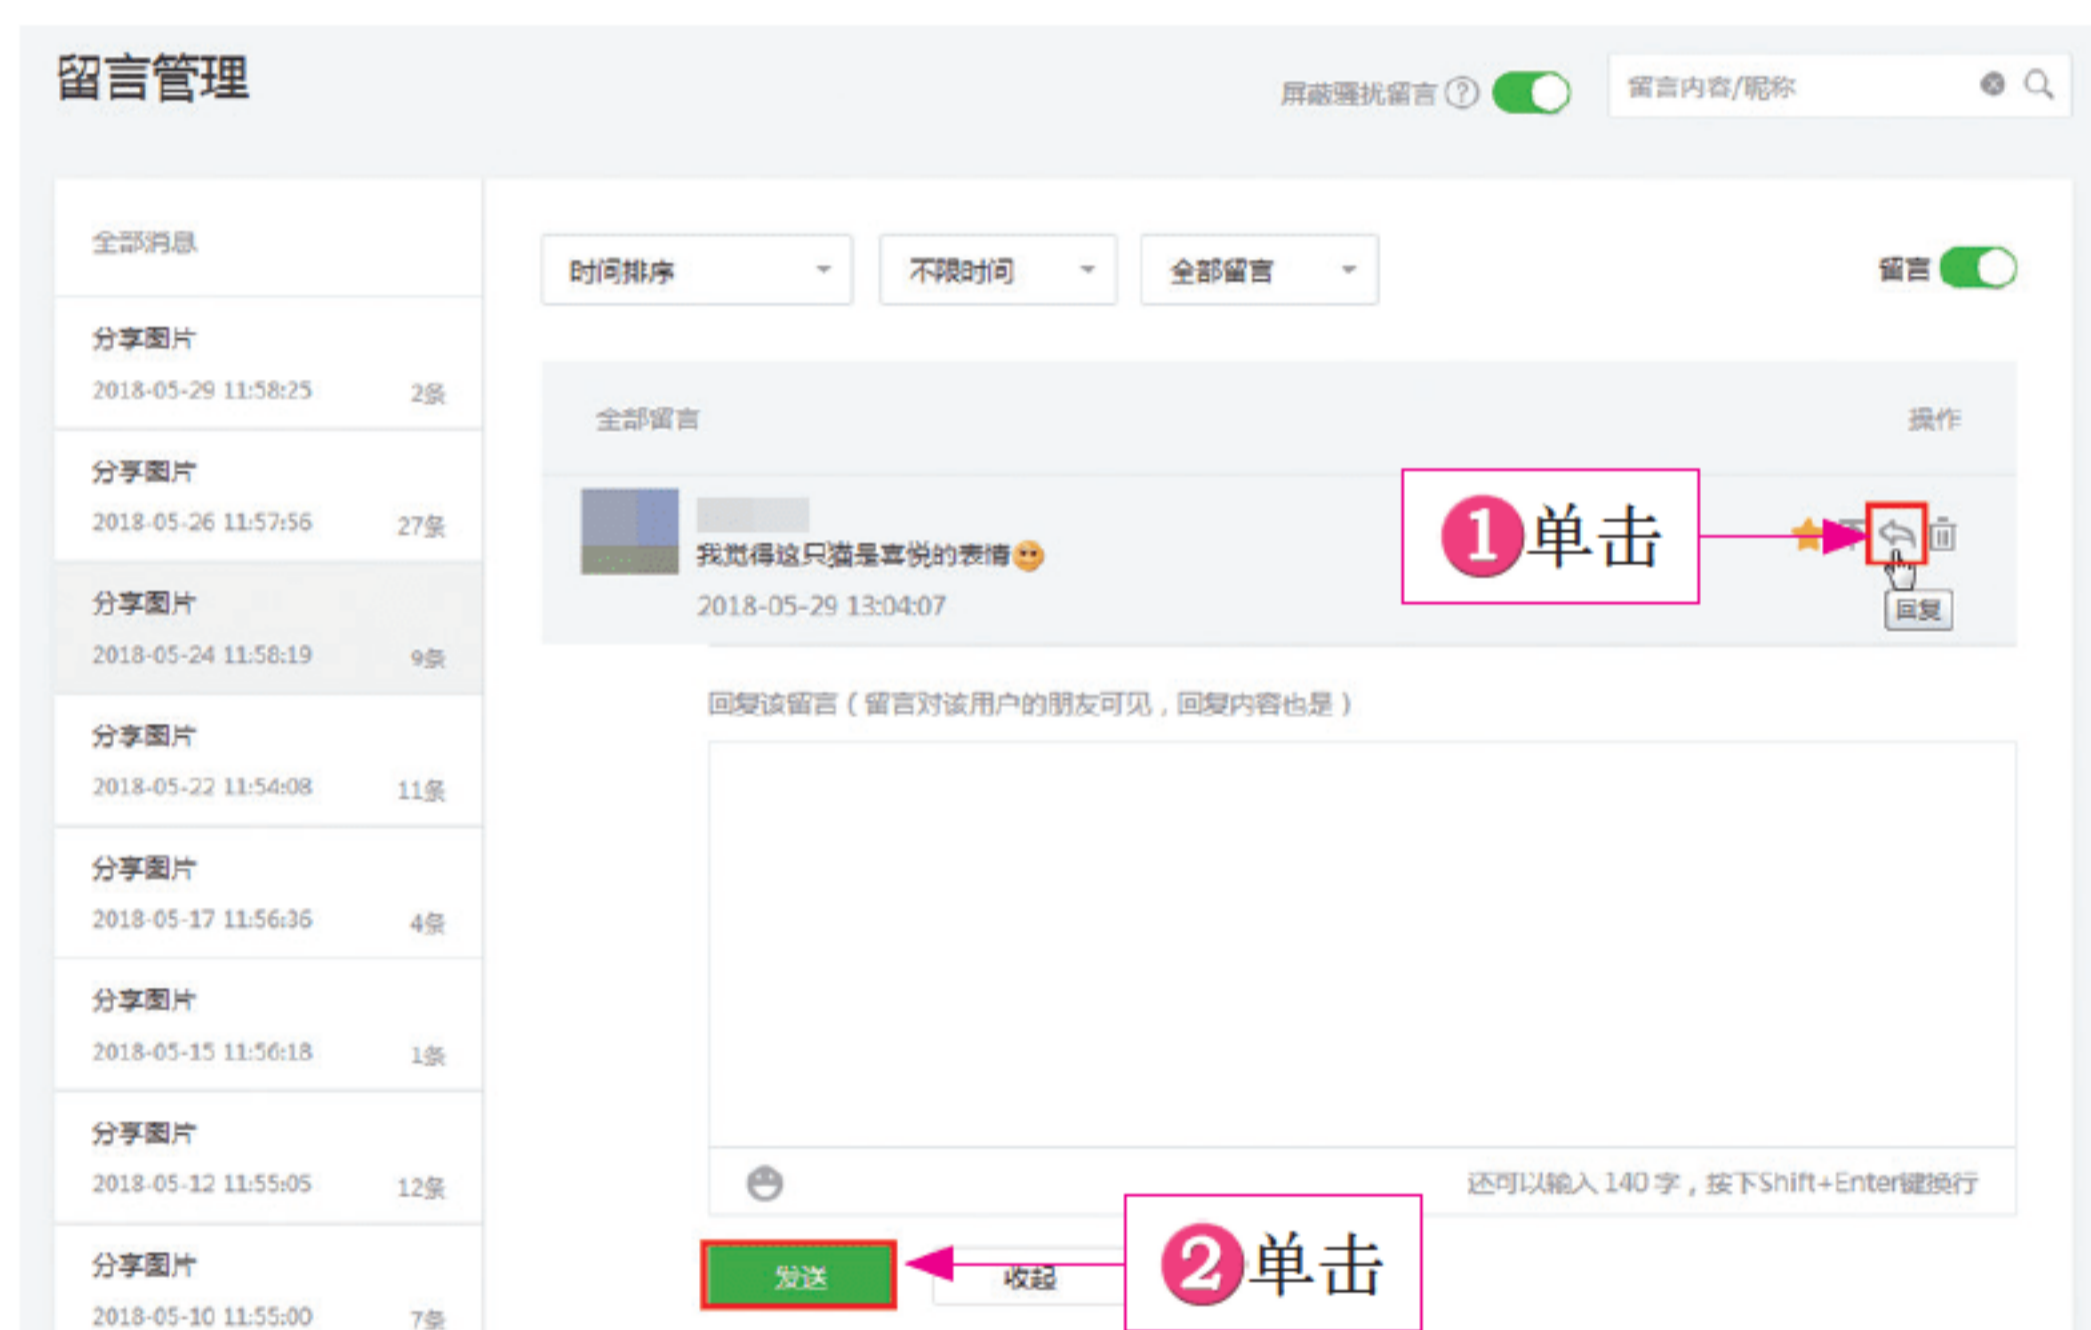 留言管理
屏蔽骚扰留言 ?
留言内容/昵称
全部消息
分享图片
2018-05-29 11:58:25 2条
分享图片
2018-05-26 11:57:56 27条
分享图片
2018-05-24 11:58:19 9条
分享图片
2018-05-22 11:54:08 11条
分享图片
2018-05-17 11:56:36 4条
分享图片
2018-05-15 11:56:18 1条
分享图片
2018-05-12 11:55:05 12条
分享图片
2018-05-10 11:55:00 7条
时间排序 不限时间 全部留言 留言
全部留言 操作
我觉得这只猫是喜悦的表情
2018-05-29 13:04:07
1单击
回复
回复该留言（留言对该用户的朋友可见，回复内容也是）
还可以输入 140 字，按下Shift+Enter键换行
发送 收起
2单击